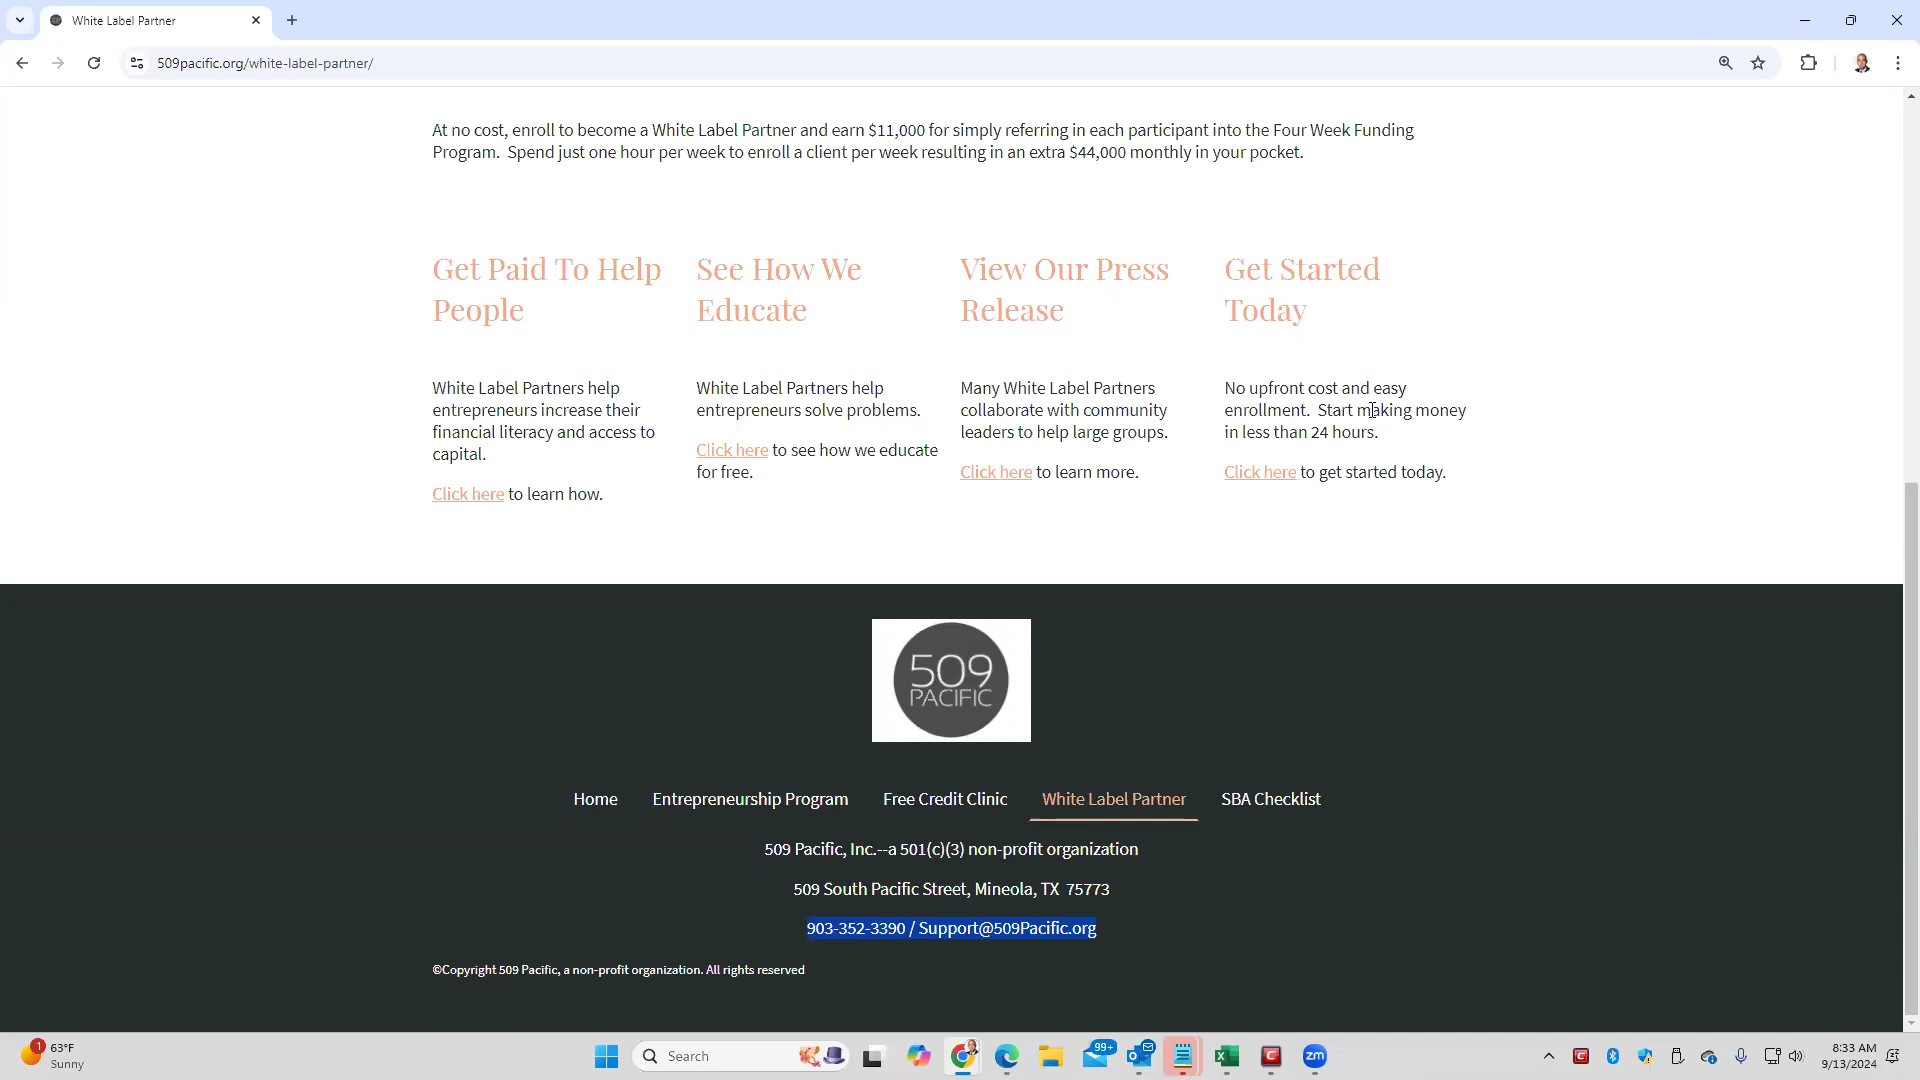 White Label Partner
509pacific.org/white-label-partner/
At no cost, enroll to become a White Label Partner and earn $11,000 for simply referring in each participant into the Four Week Funding
Program.  Spend just one hour per week to enroll a client per week resulting in an extra $44,000 monthly in your pocket.
Get Paid To Help
People
White Label Partners help
entrepreneurs increase their
financial literacy and access to
capital.
Click here to learn how.
See How We
Educate
White Label Partners help
entrepreneurs solve problems.
Click here to see how we educate
for free.
View Our Press
Release
Many White Label Partners
collaborate with community
leaders to help large groups.
Click here to learn more.
Get Started
Today
No upfront cost and easy
enrollment.  Start making money
in less than 24 hours.
Click here to get started today.
509
PACIFIC
Home Entrepreneurship Program Free Credit Clinic White Label Partner SBA Checklist
509 Pacific, Inc.--a 501(c)(3) non-profit organization
509 South Pacific Street, Mineola, TX  75773
903-352-3390 / Support@509Pacific.org
©Copyright 509 Pacific, a non-profit organization. All rights reserved
1
63°F
Sunny
Search
99+
zm
8:33 AM
9/13/2024